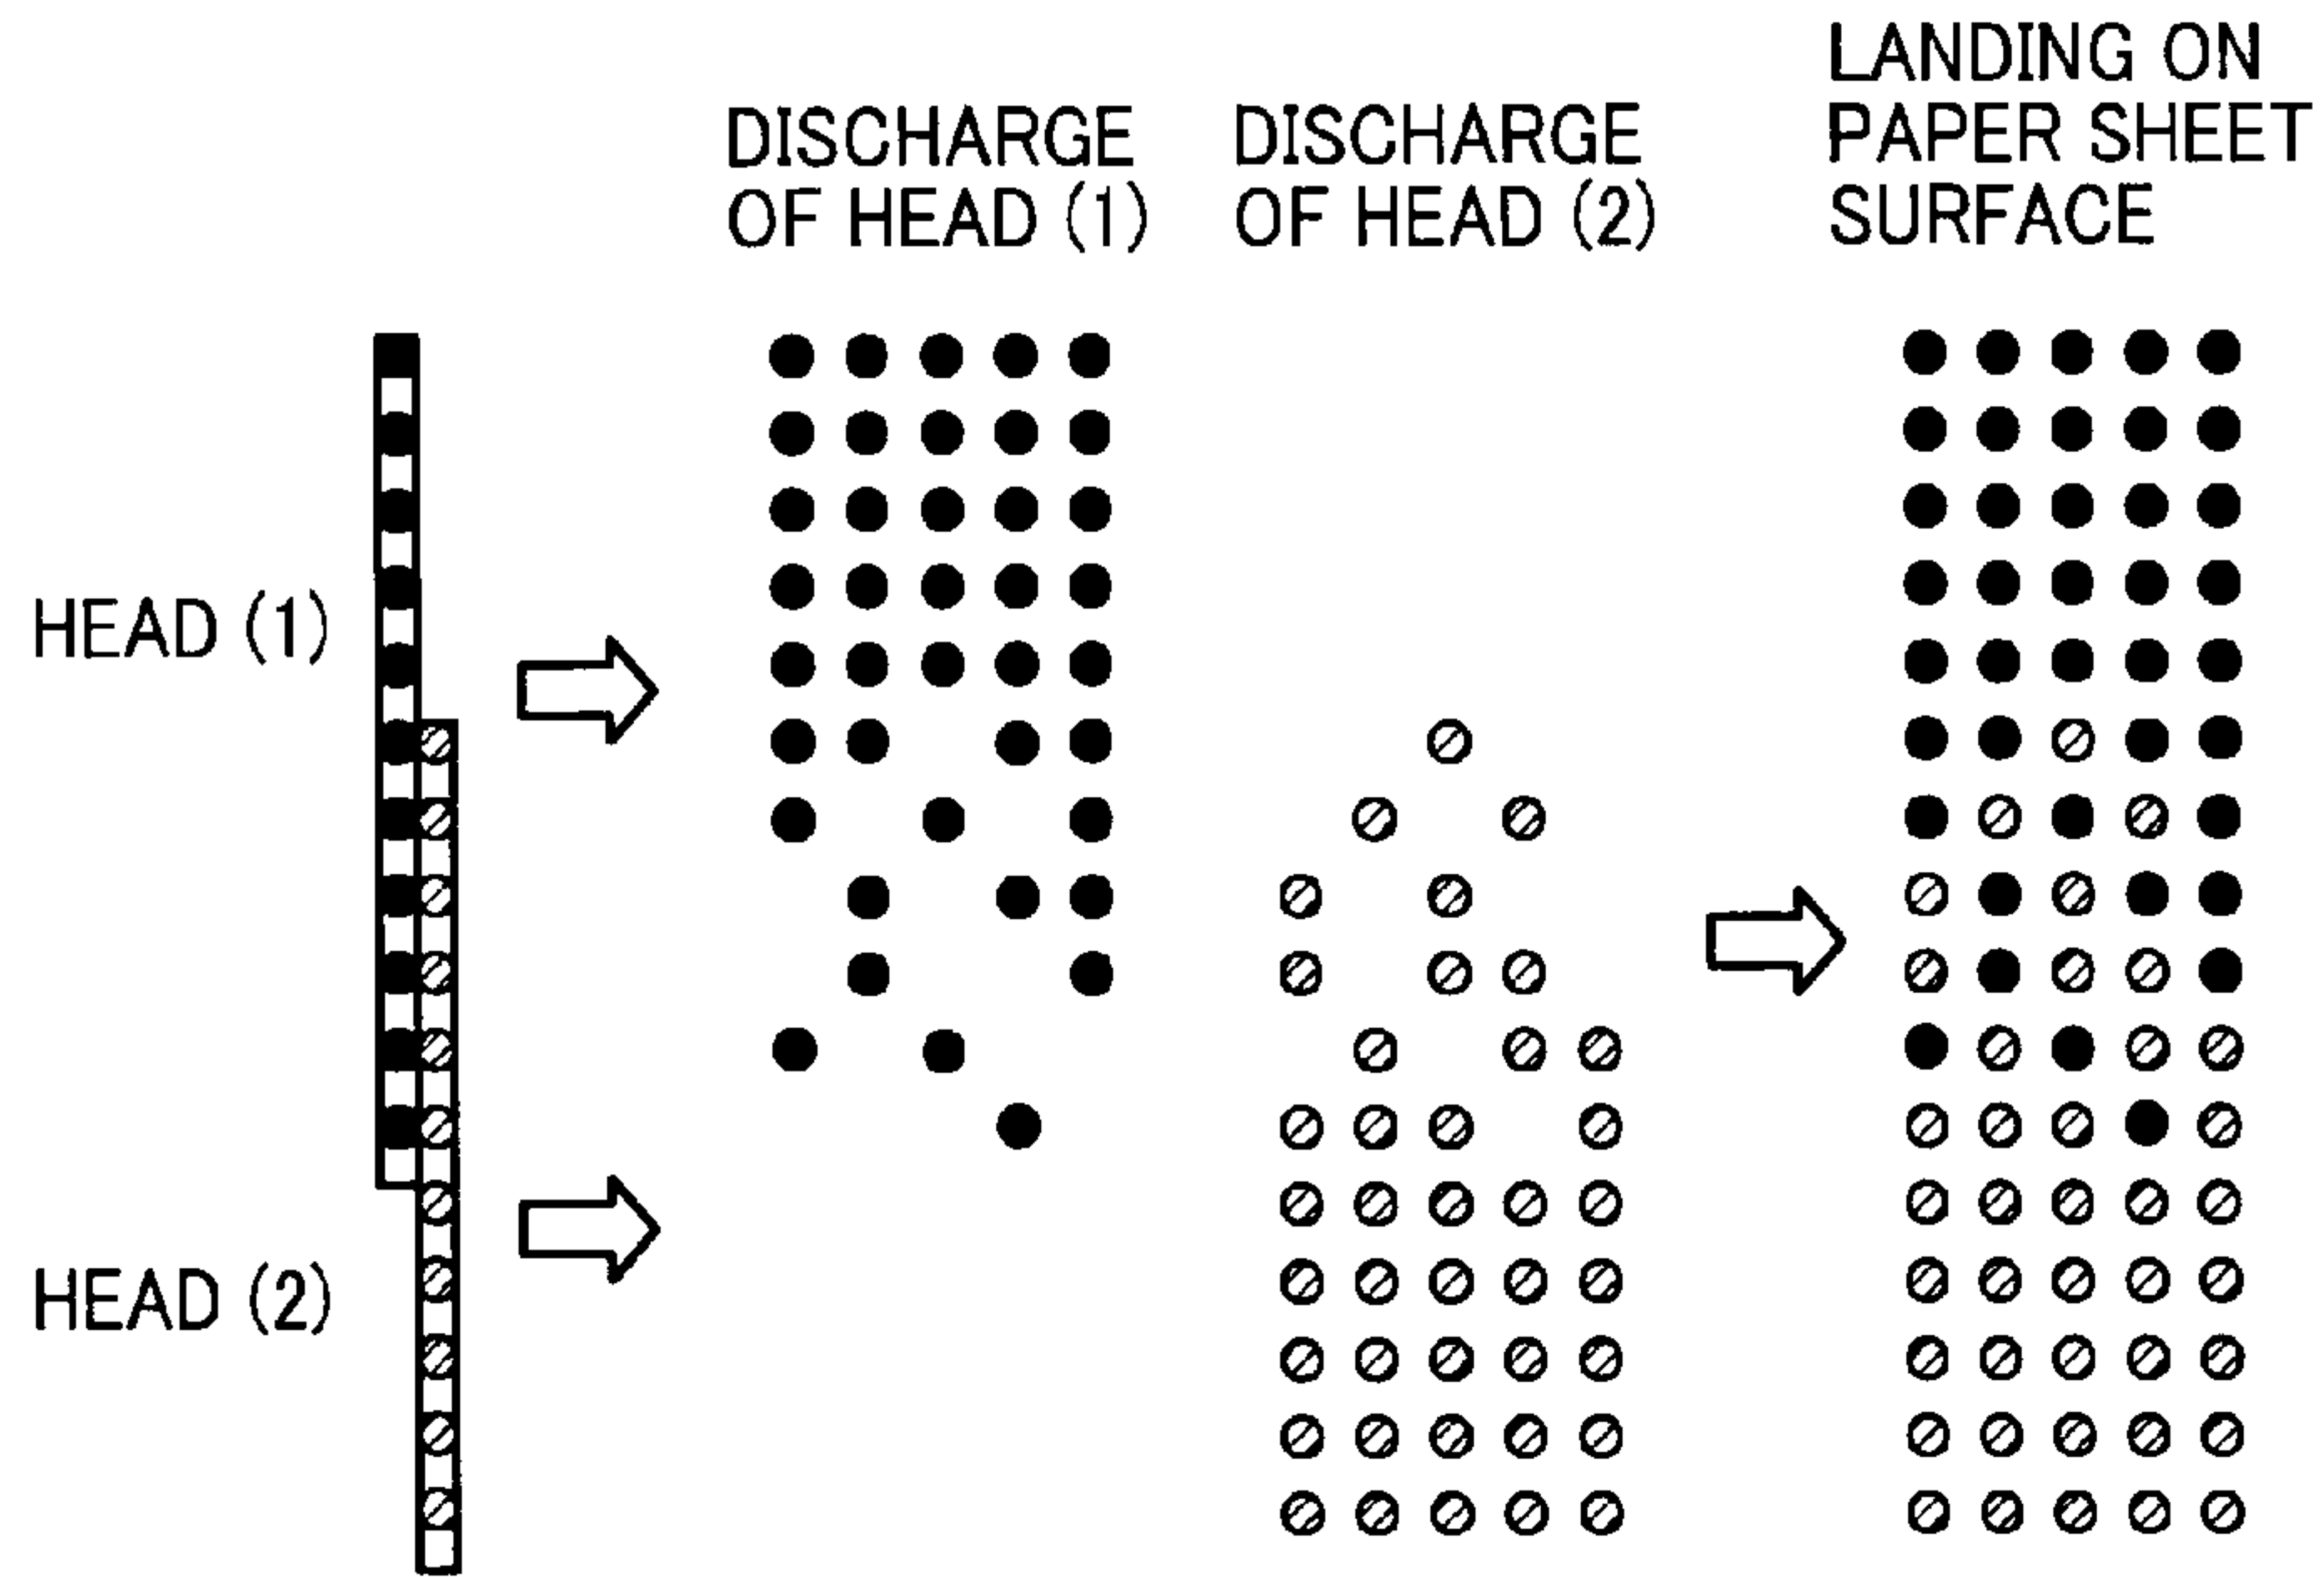 DISCHARGE
OF HEAD (1)
DISCHARGE
OF HEAD (2)
LANDING ON
PAPER SHEET
SURFACE
HEAD (1)
HEAD (2)